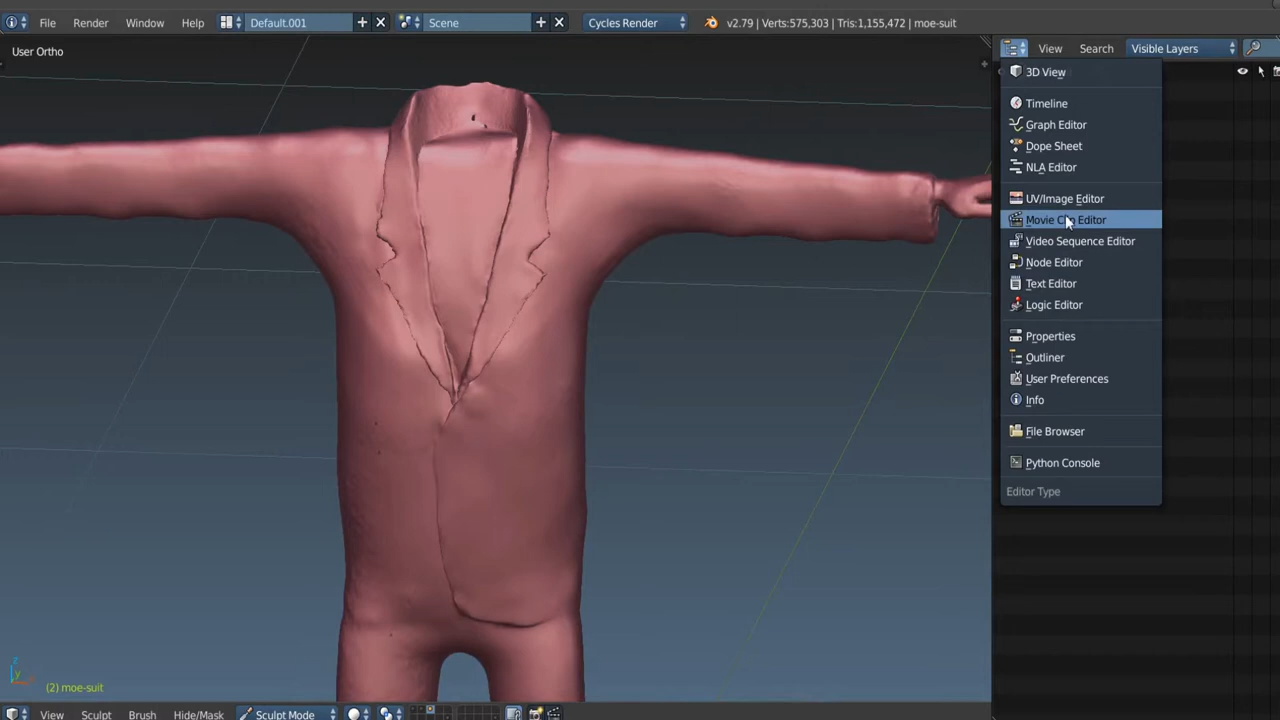 File Render Window Help Default.001 Scene Cycles Render v2.79 | Verts:575,303 | Tris:1,155,472 | moe-suit
User Ortho
View Search Visible Layers
3D View
Timeline
Graph Editor
Dope Sheet
NLA Editor
UV/Image Editor
Movie Clip Editor
Video Sequence Editor
Node Editor
Text Editor
Logic Editor
Properties
Outliner
User Preferences
Info
File Browser
Python Console
Editor Type
z
y
(2) moe-suit
View Sculpt Brush Hide/Mask Sculpt Mode